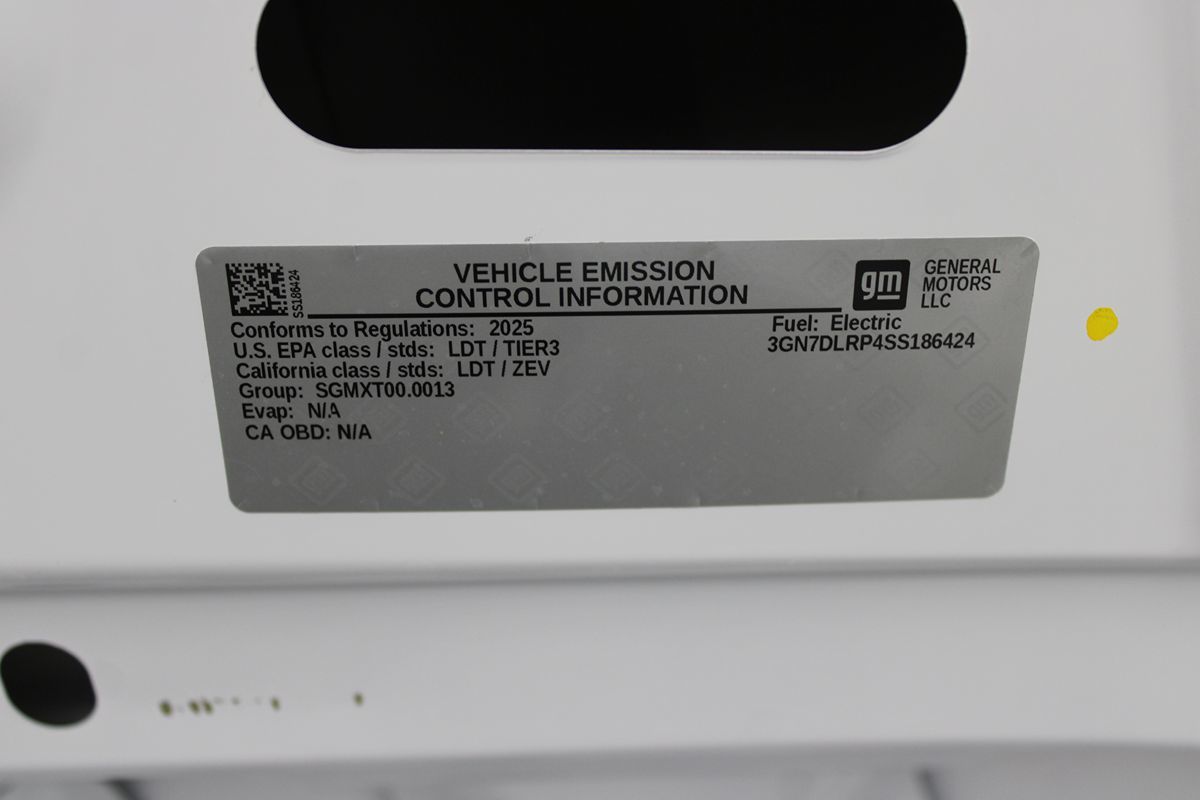 SS186424
VEHICLE EMISSION
CONTROL INFORMATION
gm
GENERAL
MOTORS
LLC
Conforms to Regulations: 2025
U.S. EPA class / stds: LDT / TIER3
California class / stds: LDT / ZEV
Group: SGMXT00.0013
Evap: N/A
CA OBD: N/A
Fuel: Electric
3GN7DLRP4SS186424